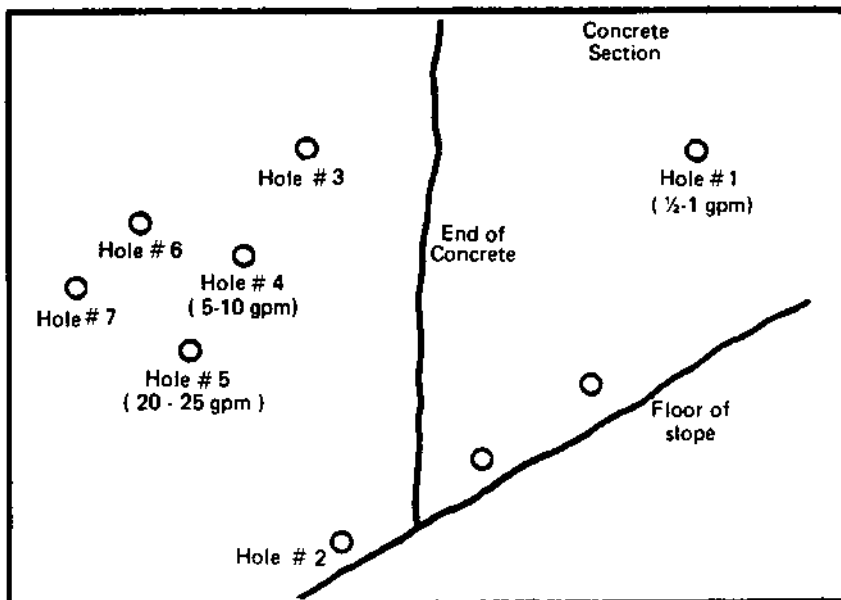 Concrete
Section
Hole # 3
Hole # 1
( ½-1 gpm)
End of
Concrete
Hole # 6
Hole # 4
( 5-10 gpm)
Hole # 7
Hole # 5
( 20 - 25 gpm )
Floor of
slope
Hole # 2